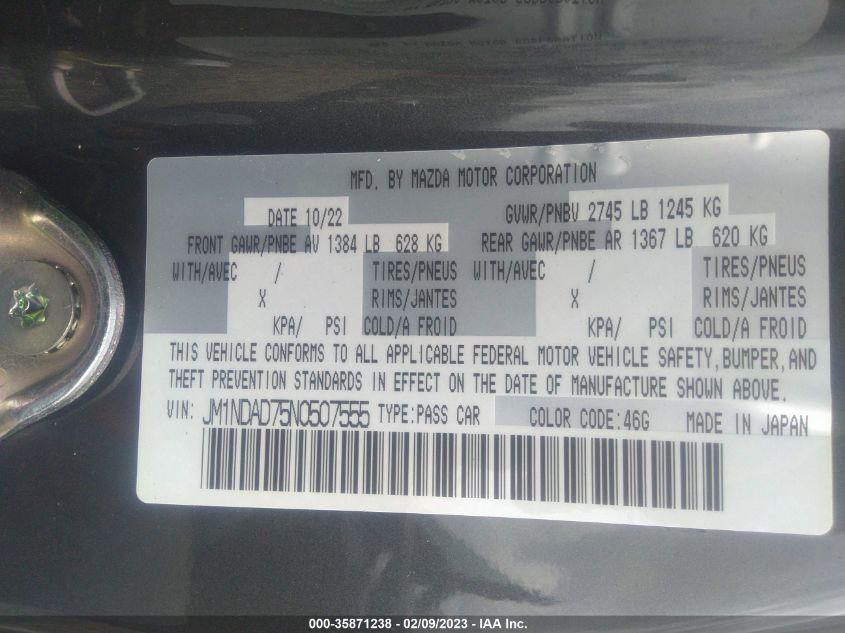 MFD. BY MAZDA MOTOR CORPORATION
DATE 10/22 GVWR/PNBV 2745 LB 1245 KG
FRONT GAWR/PNBE AV 1384 LB 628 KG REAR GAWR/PNBE AR 1367 LB 620 KG
WITH/AVEC / TIRES/PNEUS WITH/AVEC / TIRES/PNEUS
X RIMS/JANTES X RIMS/JANTES
KPA/ PSI COLD/A FROID KPA/ PSI COLD/A FROID
THIS VEHICLE CONFORMS TO ALL APPLICABLE FEDERAL MOTOR VEHICLE SAFETY, BUMPER, AND
THEFT PREVENTION STANDARDS IN EFFECT ON THE DATE OF MANUFACTURE SHOWN ABOVE.
VIN: JM1NDAD75N0507555 TYPE:PASS CAR COLOR CODE:46G MADE IN JAPAN
000-35871238 - 02/09/2023 - IAA Inc.